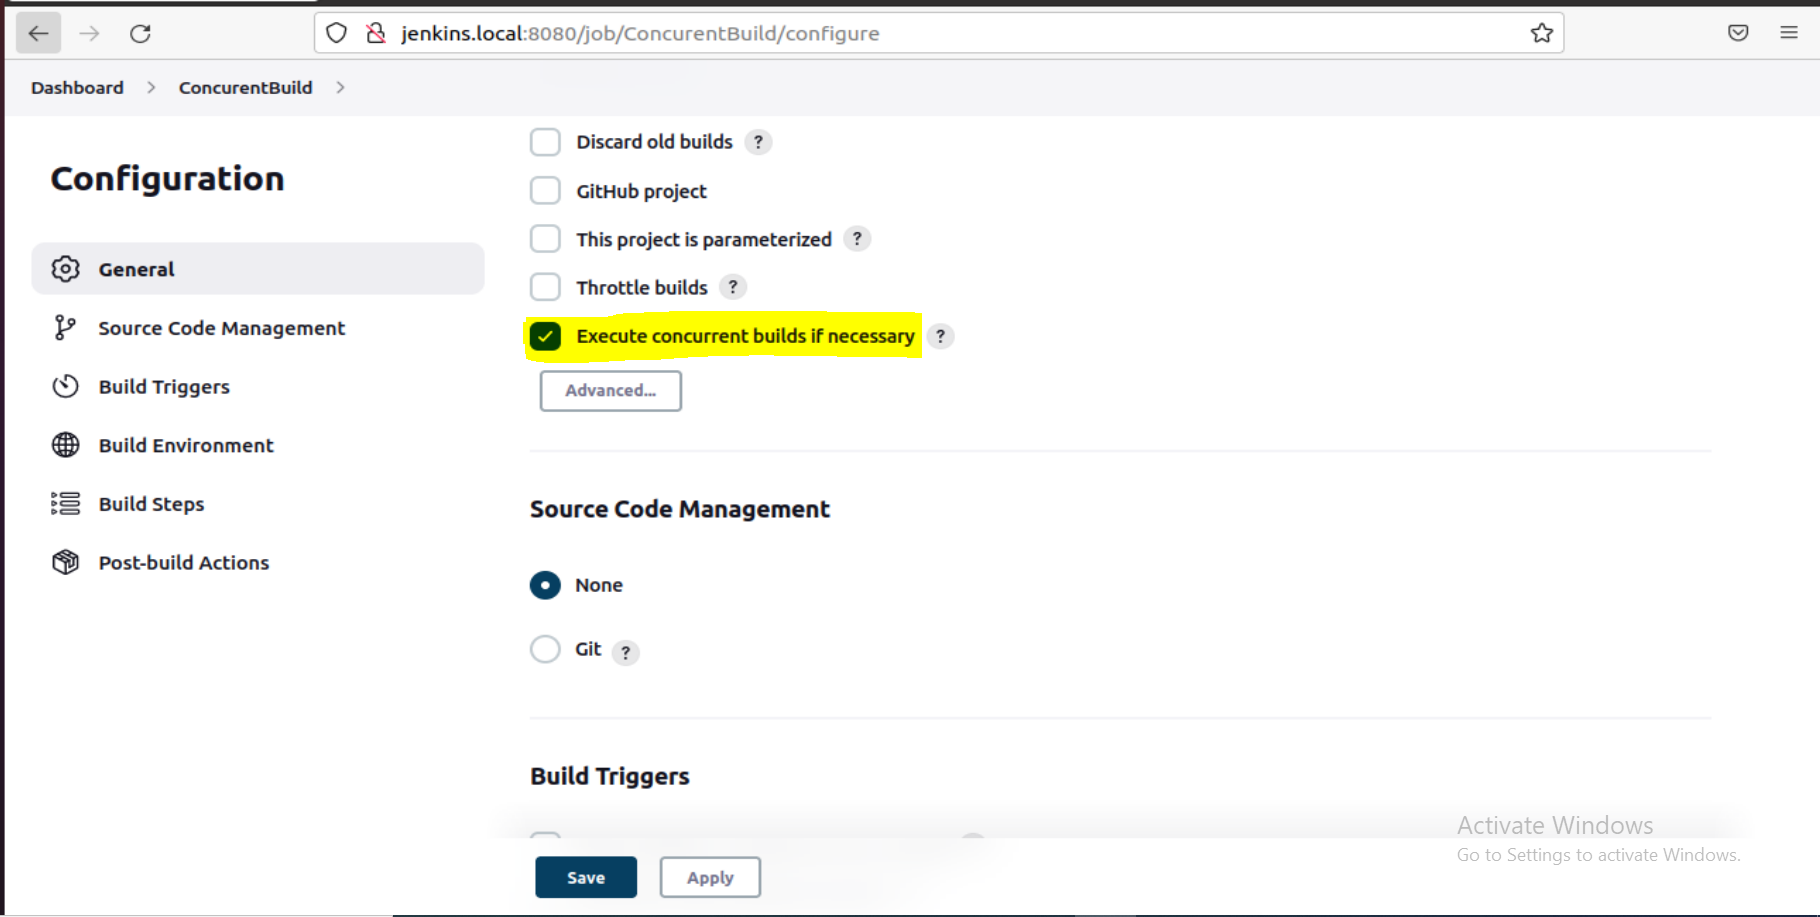 jenkins.local:8080/job/ConcurentBuild/configure
Dashboard > ConcurentBuild >
Configuration
General
Source Code Management
Build Triggers
Build Environment
Build Steps
Post-build Actions
Discard old builds ?
GitHub project
This project is parameterized ?
Throttle builds ?
Execute concurrent builds if necessary ?
Advanced...
Source Code Management
None
Git ?
Build Triggers
Save Apply
Activate Windows
Go to Settings to activate Windows.